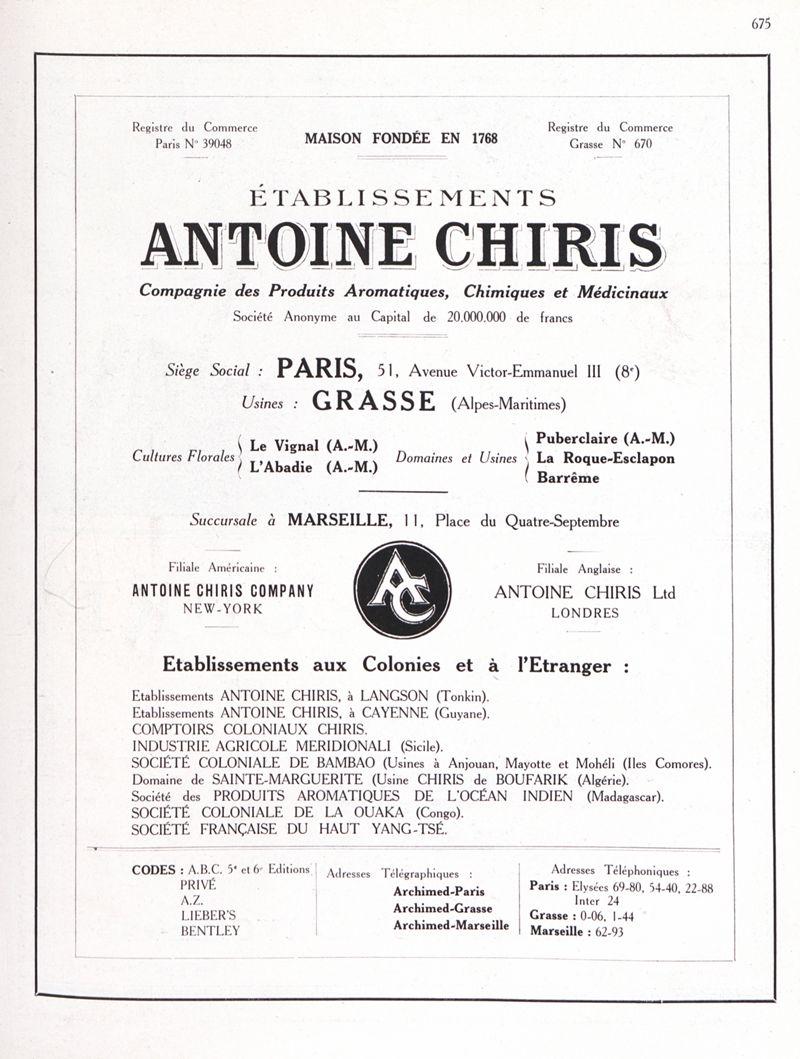 675
Registre du Commerce
Paris N° 39048
MAISON FONDÉE EN 1768
Registre du Commerce
Grasse N° 670
ÉTABLISSEMENTS
ANTOINE CHIRIS
Compagnie des Produits Aromatiques, Chimiques et Médicinaux
Société Anonyme au Capital de 20.000.000 de francs
Siège Social : PARIS, 51, Avenue Victor-Emmanuel III (8e)
Usines : GRASSE (Alpes-Maritimes)
Cultures Florales
Le Vignal (A.-M.)
L'Abadie (A.-M.)
Domaines et Usines
Puberclaire (A.-M.)
La Roque-Esclapon
Barrême
Succursale à MARSEILLE, 11, Place du Quatre-Septembre
Filiale Américaine :
ANTOINE CHIRIS COMPANY
NEW-YORK
AC
Filiale Anglaise :
ANTOINE CHIRIS Ltd
LONDRES
Etablissements aux Colonies et à l'Etranger :
Etablissements ANTOINE CHIRIS, à LANGSON (Tonkin).
Etablissements ANTOINE CHIRIS, à CAYENNE (Guyane).
COMPTOIRS COLONIAUX CHIRIS.
INDUSTRIE AGRICOLE MERIDIONALI (Sicile).
SOCIÉTÉ COLONIALE DE BAMBAO (Usines à Anjouan, Mayotte et Mohéli (Iles Comores).
Domaine de SAINTE-MARGUERITE (Usine CHIRIS de BOUFARIK (Algérie).
Société des PRODUITS AROMATIQUES DE L'OCÉAN INDIEN (Madagascar).
SOCIÉTÉ COLONIALE DE LA OUAKA (Congo).
SOCIÉTÉ FRANÇAISE DU HAUT YANG-TSÉ.
CODES : A.B.C. 5e et 6e Editions
PRIVÉ
A.Z.
LIEBER'S
BENTLEY
Adresses Télégraphiques :
Archimed-Paris
Archimed-Grasse
Archimed-Marseille
Adresses Téléphoniques :
Paris : Elysées 69-80, 54-40, 22-88
Inter 24
Grasse : 0-06, 1-44
Marseille : 62-93